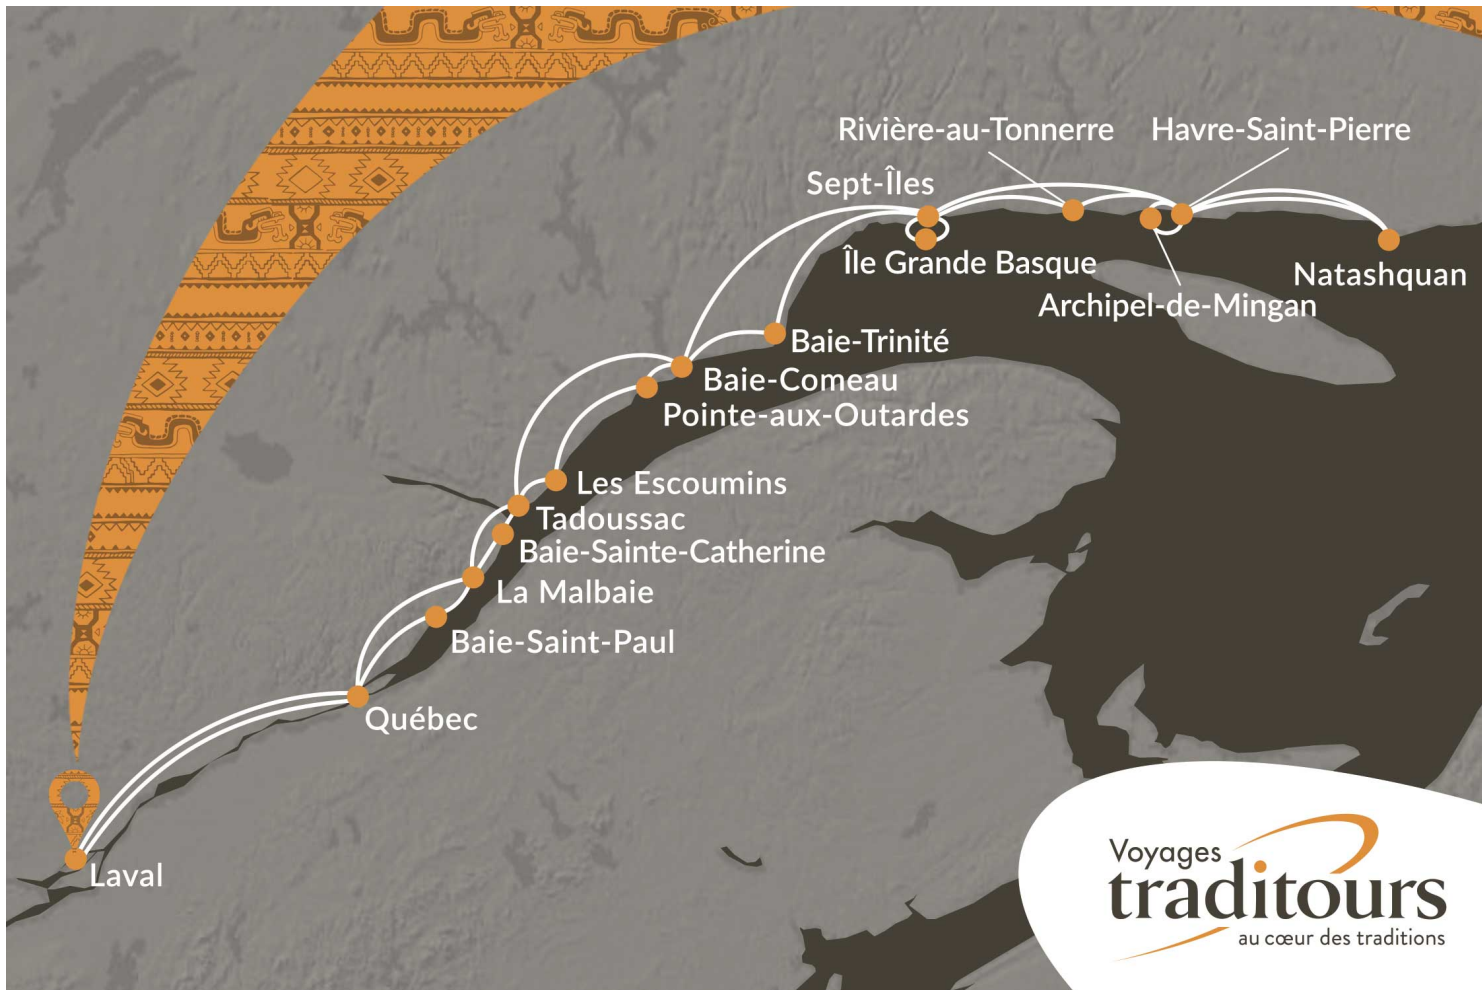 Rivière-au-Tonnerre
Havre-Saint-Pierre
Sept-Îles
Île Grande Basque
Natashquan
Archipel-de-Mingan
Baie-Trinité
Baie-Comeau
Pointe-aux-Outardes
Les Escoumins
Tadoussac
Baie-Sainte-Catherine
La Malbaie
Baie-Saint-Paul
Québec
Laval
Voyages
traditours
au cœur des traditions